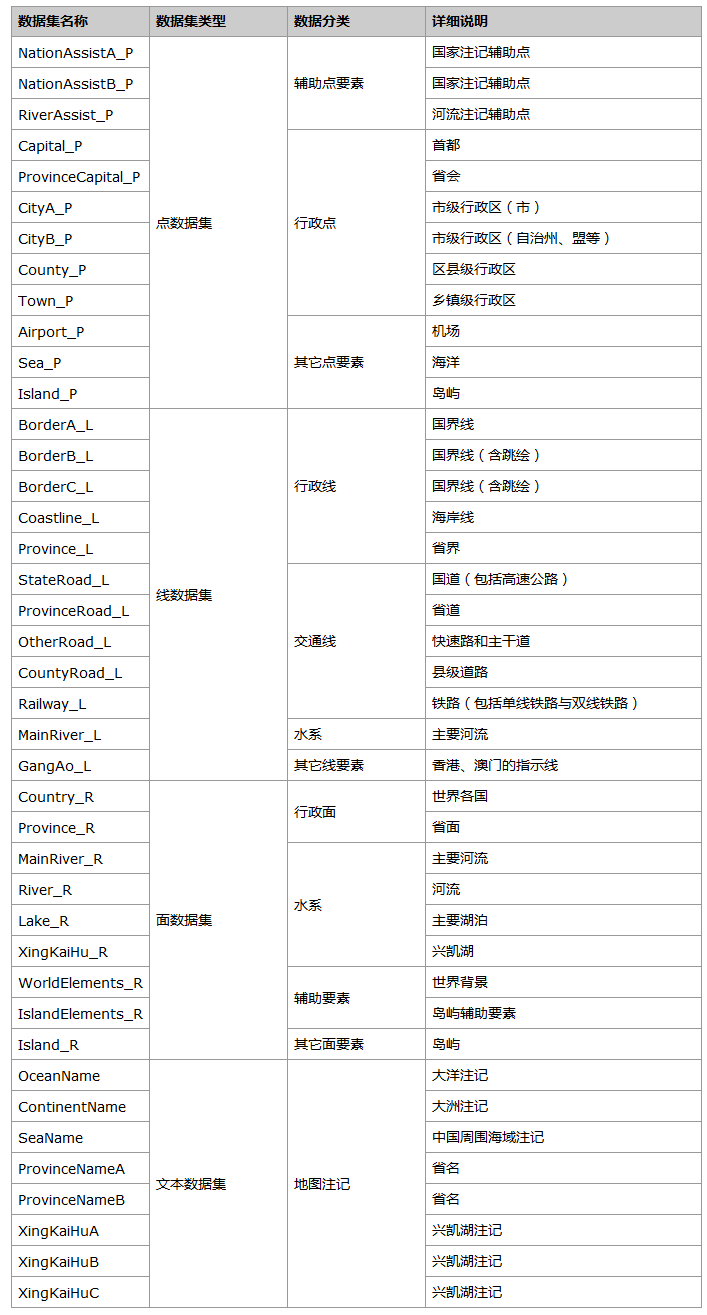 数据集名称 数据集类型 数据分类 详细说明
NationAssistA_P 国家注记辅助点
NationAssistB_P 辅助点要素 国家注记辅助点
RiverAssist_P 河流注记辅助点
Capital_P 首都
ProvinceCapital_P 省会
CityA_P 市级行政区（市）
点数据集 行政点
CityB_P 市级行政区（自治州、盟等）
County_P 区县级行政区
Town_P 乡镇级行政区
Airport_P 机场
Sea_P 其它点要素 海洋
Island_P 岛屿
BorderA_L 国界线
BorderB_L 国界线（含跳绘）
BorderC_L 行政线 国界线（含跳绘）
Coastline_L 海岸线
Province_L 省界
StateRoad_L 国道（包括高速公路）
线数据集
ProvinceRoad_L 省道
OtherRoad_L 交通线 快速路和主干道
CountyRoad_L 县级道路
Railway_L 铁路（包括单线铁路与双线铁路）
MainRiver_L 水系 主要河流
GangAo_L 其它线要素 香港、澳门的指示线
Country_R 世界各国
行政面
Province_R 省面
MainRiver_R 主要河流
River_R 河流
水系
Lake_R 面数据集 主要湖泊
XingKaiHu_R 兴凯湖
WorldElements_R 世界背景
辅助要素
IslandElements_R 岛屿辅助要素
Island_R 其它面要素 岛屿
OceanName 大洋注记
ContinentName 大洲注记
SeaName 中国周围海域注记
ProvinceNameA 省名
文本数据集 地图注记
ProvinceNameB 省名
XingKaiHuA 兴凯湖注记
XingKaiHuB 兴凯湖注记
XingKaiHuC 兴凯湖注记